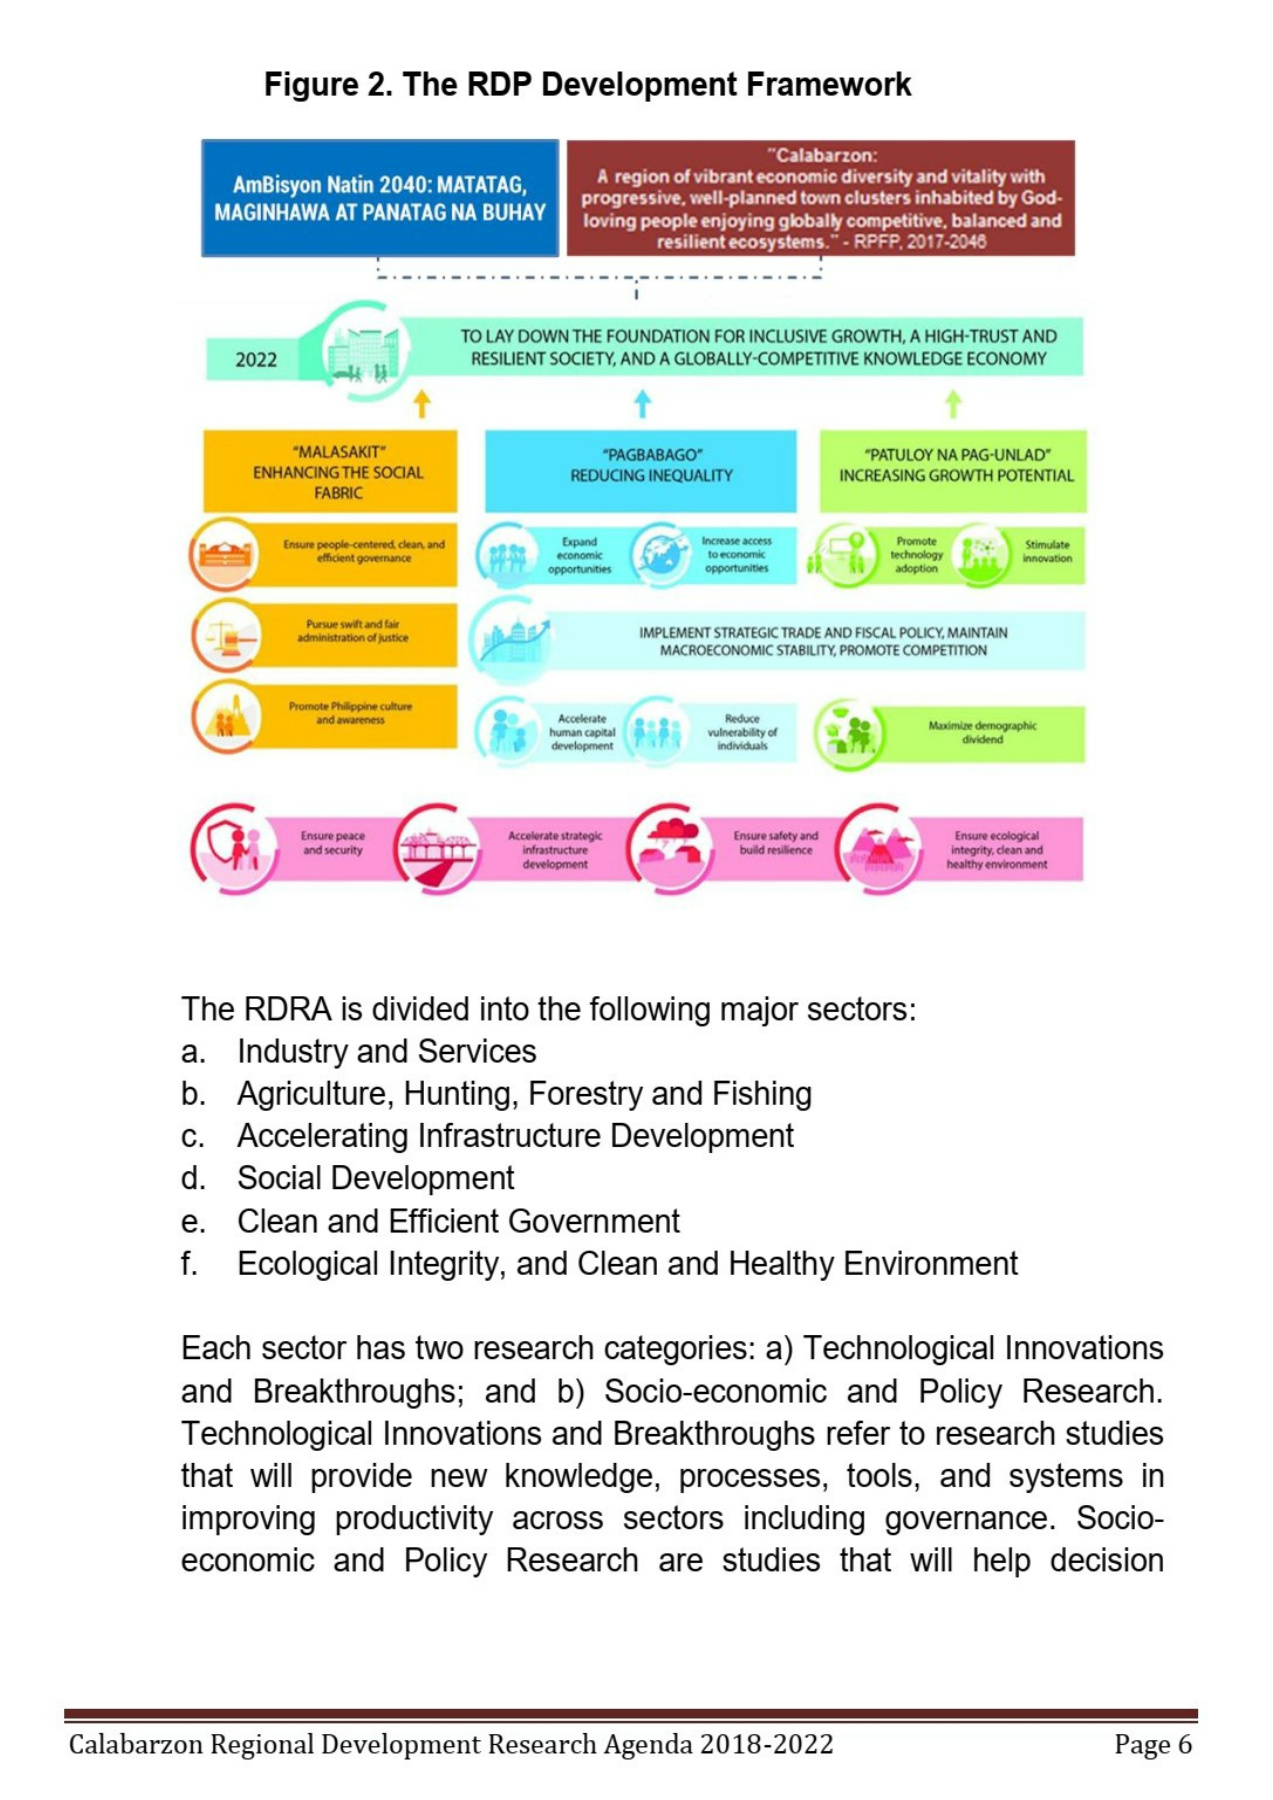 Figure 2. The RDP Development Framework
AmBisyon Natin 2040: MATATAG,
MAGINHAWA AT PANATAG NA BUHAY
"Calabarzon:
A region of vibrant economic diversity and vitality with
progressive, well-planned town clusters inhabited by God-
loving people enjoying globally competitive, balanced and
resilient ecosystems." - RPFP, 2017-2046
2022
TO LAY DOWN THE FOUNDATION FOR INCLUSIVE GROWTH, A HIGH-TRUST AND
RESILIENT SOCIETY, AND A GLOBALLY-COMPETITIVE KNOWLEDGE ECONOMY
"MALASAKIT"
ENHANCING THE SOCIAL
FABRIC
"PAGBABAGO"
REDUCING INEQUALITY
"PATULOY NA PAG-UNLAD"
INCREASING GROWTH POTENTIAL
Ensure people-centered, clean, and
efficient governance
Expand
economic
opportunities
Increase access
to economic
opportunities
Promote
technology
adoption
Stimulate
innovation
Pursue swift and fair
administration of justice
IMPLEMENT STRATEGIC TRADE AND FISCAL POLICY, MAINTAIN
MACROECONOMIC STABILITY, PROMOTE COMPETITION
Promote Philippine culture
and awareness
Accelerate
human capital
development
Reduce
vulnerability of
individuals
Maximize demographic
dividend
Ensure peace
and security
Accelerate strategic
infrastructure
development
Ensure safety and
build resilience
Ensure ecological
integrity, clean and
healthy environment
The RDRA is divided into the following major sectors:
a. Industry and Services
b. Agriculture, Hunting, Forestry and Fishing
c. Accelerating Infrastructure Development
d. Social Development
e. Clean and Efficient Government
f. Ecological Integrity, and Clean and Healthy Environment
Each sector has two research categories: a) Technological Innovations
and Breakthroughs; and b) Socio-economic and Policy Research.
Technological Innovations and Breakthroughs refer to research studies
that will provide new knowledge, processes, tools, and systems in
improving productivity across sectors including governance. Socio-
economic and Policy Research are studies that will help decision
Calabarzon Regional Development Research Agenda 2018-2022
Page 6